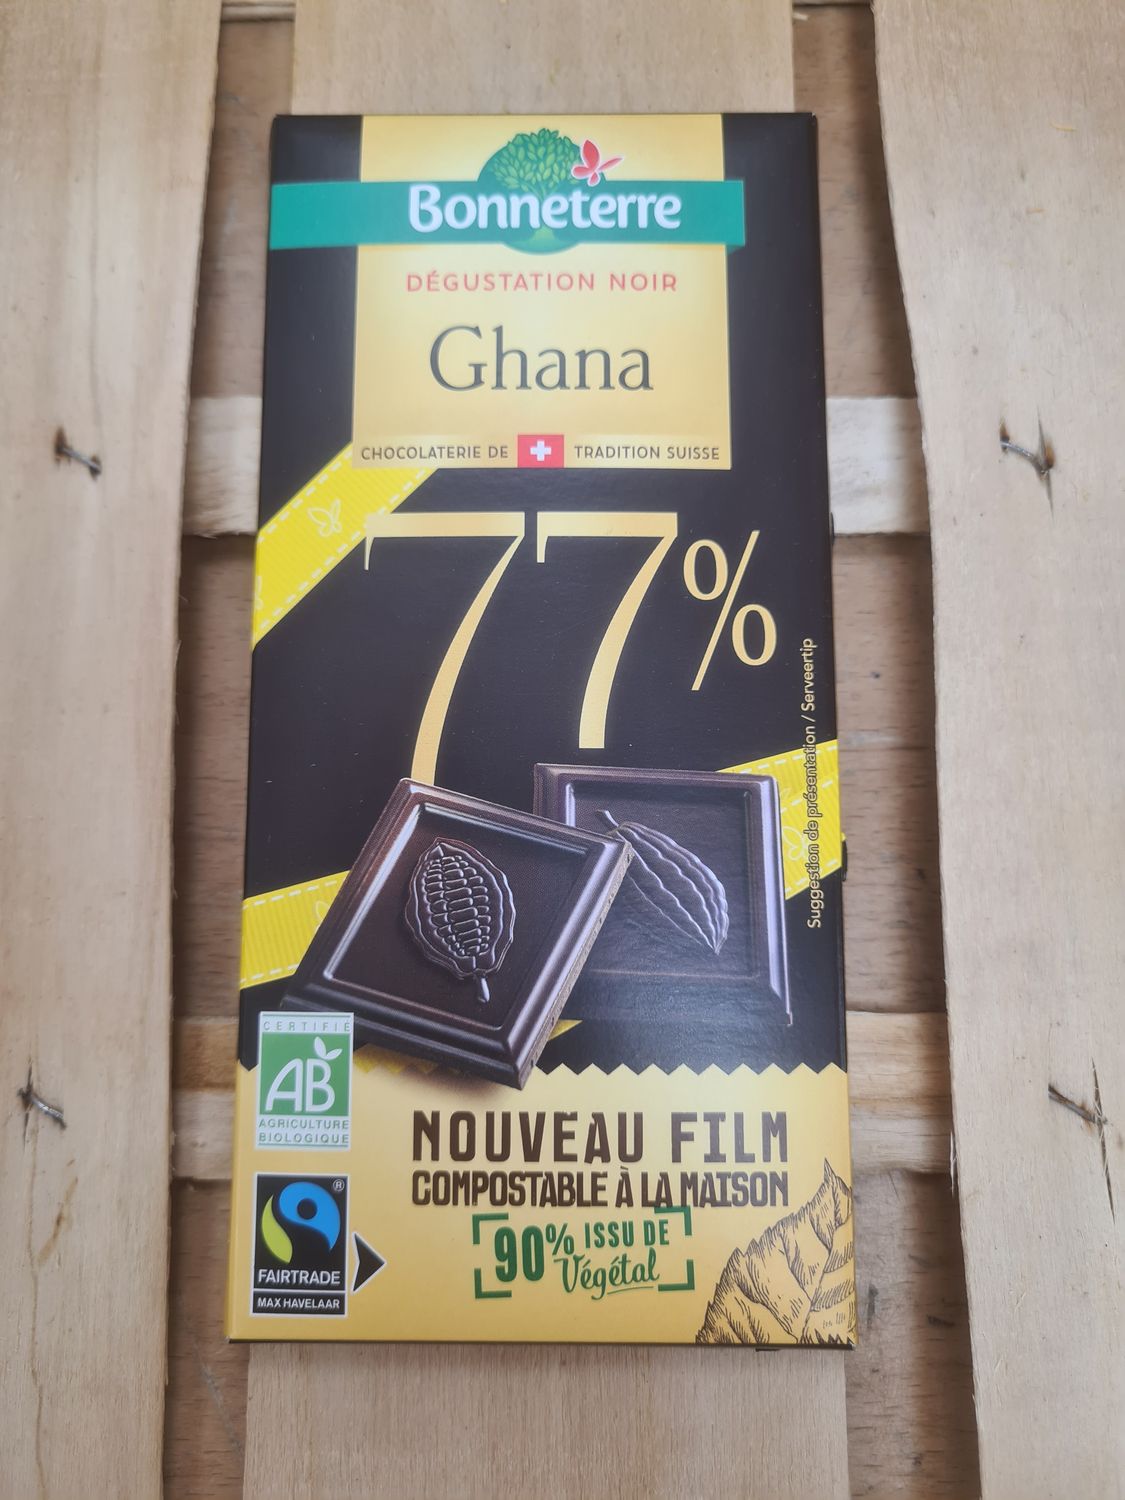 Bonneterre
DÉGUSTATION NOIR
Ghana
CHOCOLATERIE DE TRADITION SUISSE
77%
Suggestion de présentation / Serveertip
CERTIFIÉ
AB
AGRICULTURE
BIOLOGIQUE
NOUVEAU FILM
COMPOSTABLE À LA MAISON
90% ISSU DE
Végétal
®
FAIRTRADE
MAX HAVELAAR